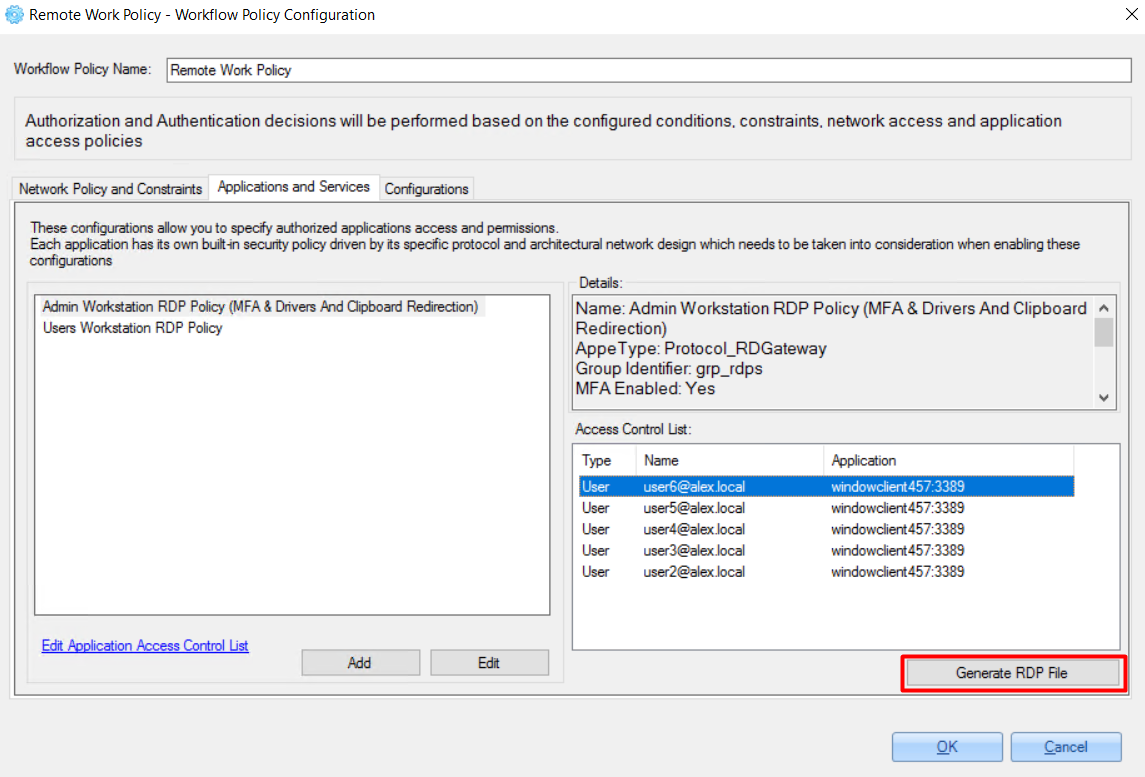 Remote Work Policy - Workflow Policy Configuration
Workflow Policy Name: Remote Work Policy
Authorization and Authentication decisions will be performed based on the configured conditions, constraints, network access and application
access policies
Network Policy and Constraints Applications and Services Configurations
These configurations allow you to specify authorized applications access and permissions.
Each application has its own built-in security policy driven by its specific protocol and architectural network design which needs to be taken into consideration when enabling these
configurations
Admin Workstation RDP Policy (MFA & Drivers And Clipboard Redirection)
Users Workstation RDP Policy
Edit Application Access Control List
Add Edit
Details:
Name: Admin Workstation RDP Policy (MFA & Drivers And Clipboard
Redirection)
AppeType: Protocol_RDGateway
Group Identifier: grp_rdps
MFA Enabled: Yes
Access Control List:
Type Name Application
User user6@alex.local windowclient457:3389
User user5@alex.local windowclient457:3389
User user4@alex.local windowclient457:3389
User user3@alex.local windowclient457:3389
User user2@alex.local windowclient457:3389
Generate RDP File
OK Cancel